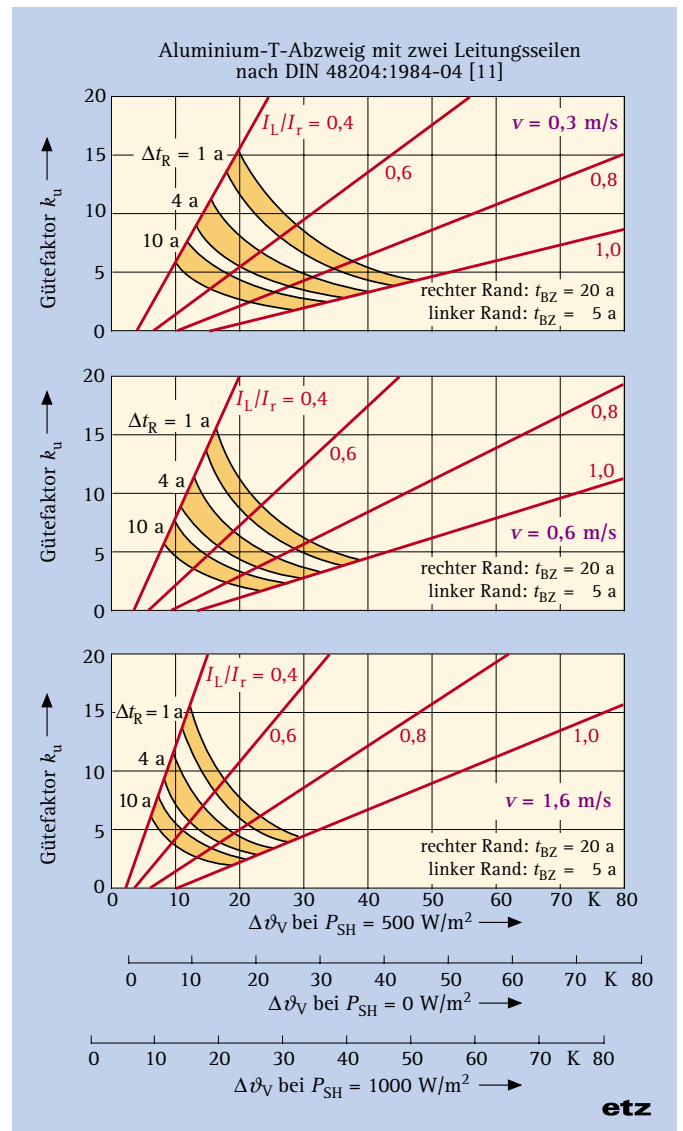 Aluminium-T-Abzweig mit zwei Leitungsseilen
nach DIN 48204:1984-04 [11]
20
15
10
5
0
Gütefaktor kᵤ
I_L/I_r = 0,4
v = 0,3 m/s
Δt_R = 1 a
0,6
0,8
4 a
10 a
1,0
rechter Rand: t_BZ = 20 a
linker Rand: t_BZ = 5 a
20
15
10
5
0
Gütefaktor kᵤ
I_L/I_r = 0,4
Δt_R = 1 a
0,8
0,6
4 a
1,0
10 a
v = 0,6 m/s
rechter Rand: t_BZ = 20 a
linker Rand: t_BZ = 5 a
20
15
10
5
0
Gütefaktor kᵤ
I_L/I_r = 0,4
Δt_R = 1 a
0,6
0,8
1,0
4 a
10 a
v = 1,6 m/s
rechter Rand: t_BZ = 20 a
linker Rand: t_BZ = 5 a
0 10 20 30 40 50 60 70 K 80
Δϑ_V bei P_SH = 500 W/m²
0 10 20 30 40 50 60 70 K 80
Δϑ_V bei P_SH = 0 W/m²
0 10 20 30 40 50 60 70 K 80
Δϑ_V bei P_SH = 1000 W/m²
etz